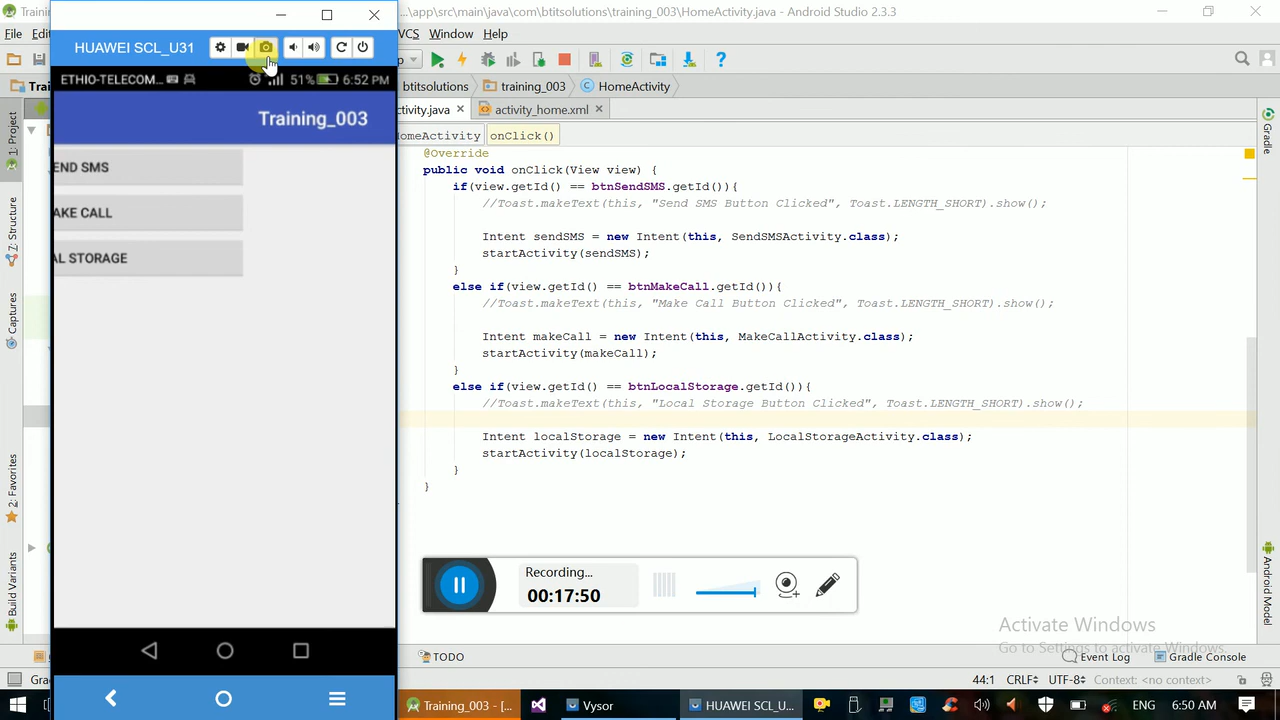 Trainin
...\app\src\main\java\com\btitsolutions\training_003\HomeActivity.java - Android Studio 2.3.3
File
Ed
VCS Window Help
HUAWEI SCL_U31
ETHIO-TELECOM... 51% 6:52 PM
Training_003
END SMS
AKE CALL
AL STORAGE
Trai
btitsolutions training_003 HomeActivity
ctivity.java activity_home.xml
omeActivity onClick()
@Override
public void onClick(View view) {
if(view.getId() == btnSendSMS.getId()){
//Toast.makeText(this, "Send SMS Button Clicked", Toast.LENGTH_SHORT).show();
Intent sendSMS = new Intent(this, SendSMSActivity.class);
startActivity(sendSMS);
}
else if(view.getId() == btnMakeCall.getId()){
//Toast.makeText(this, "Make Call Button Clicked", Toast.LENGTH_SHORT).show();
Intent makeCall = new Intent(this, MakeCallActivity.class);
startActivity(makeCall);
}
else if(view.getId() == btnLocalStorage.getId()){
//Toast.makeText(this, "Local Storage Button Clicked", Toast.LENGTH_SHORT).show();
Intent localStorage = new Intent(this, LocalStorageActivity.class);
startActivity(localStorage);
}
}
1: Project
7: Structure
Captures
2: Favorites
Build Variants
Gradle
Android Model
Recording...
00:17:50
Activate Windows
Go to Settings to activate Windows.
TODO
Event Log Gradle Console
Gra
44:1 CRLF UTF-8 Context: <no context>
Training_003 - [... Vysor HUAWEI SCL_U... ENG 6:50 AM